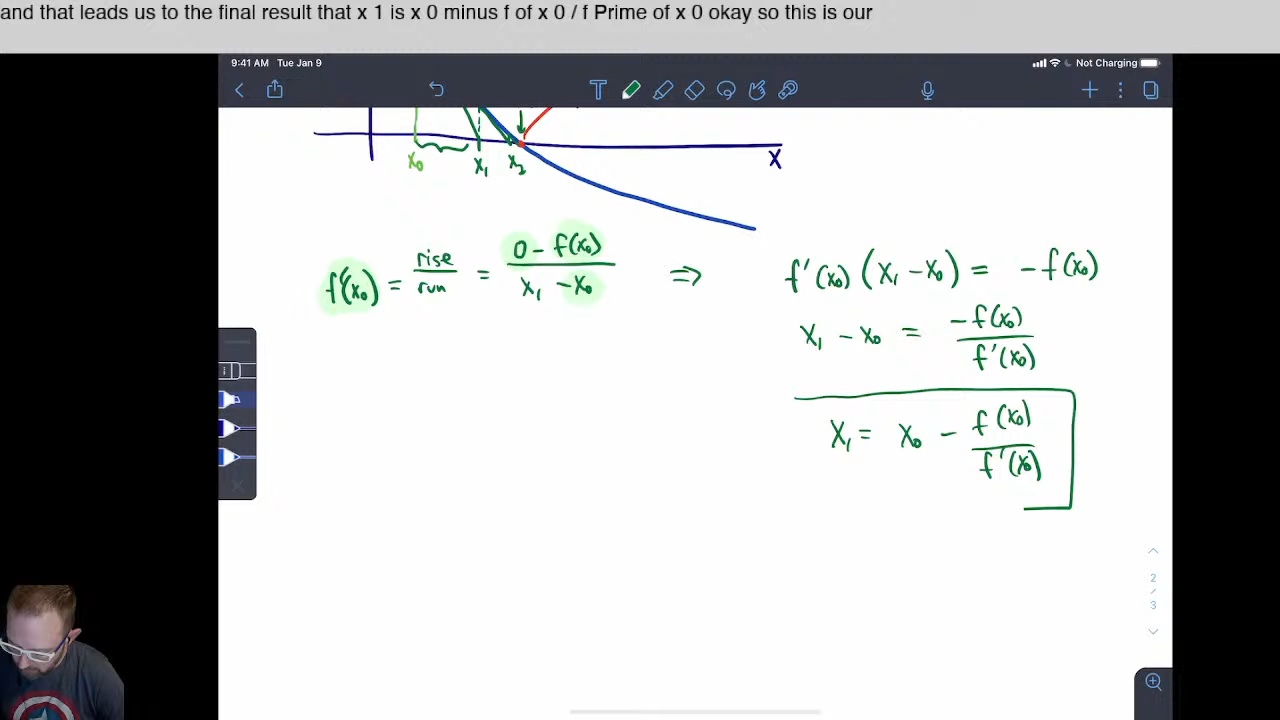 and that leads us to the final result that x 1 is x 0 minus f of x 0 / f Prime of x 0 okay so this is our
9:41 AM Tue Jan 9
Not Charging
T
x₀ x₁ x₂ X
f'(x₀) = rise/run = (0 - f(x₀))/(x₁ - x₀) ⇒ f'(x₀) (x₁ - x₀) = -f(x₀)
x₁ - x₀ = -f(x₀)/f'(x₀)
x₁ = x₀ - f(x₀)/f'(x₀)
2
/
3